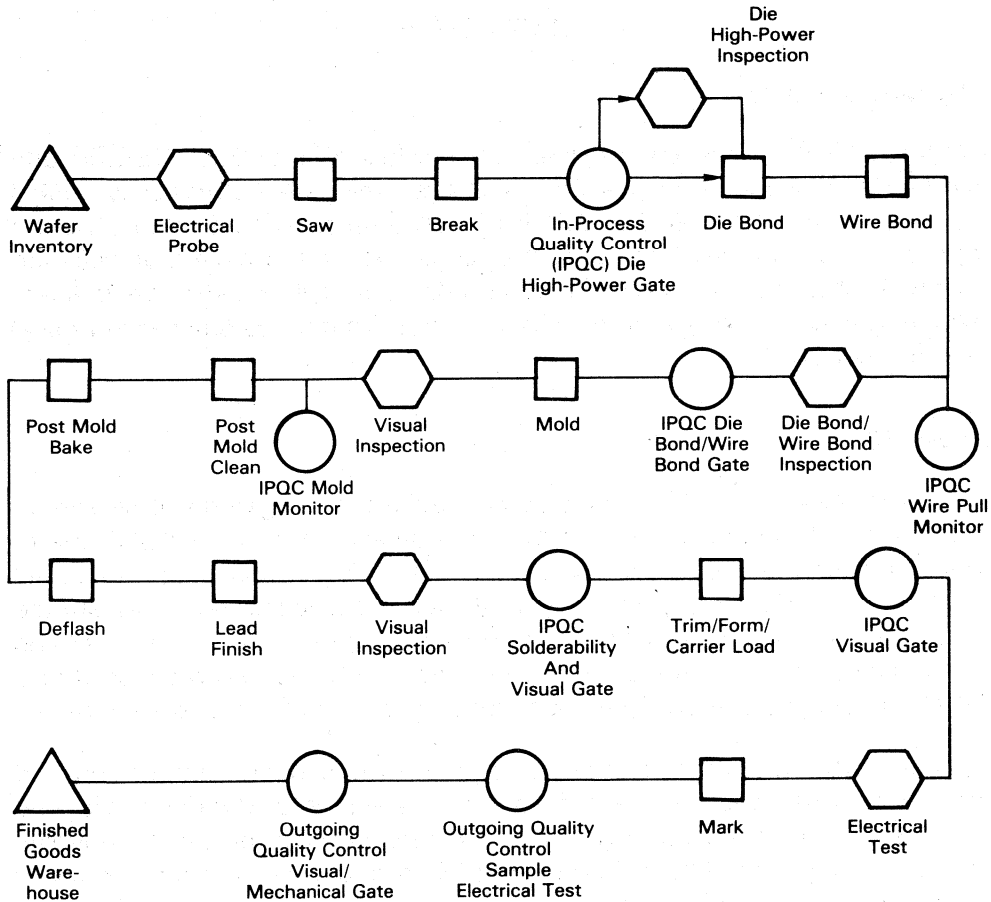 Die
High-Power
Inspection
Wafer
Inventory
Electrical
Probe
Saw
Break
In-Process
Quality Control
(IPQC) Die
High-Power Gate
Die Bond
Wire Bond
Post Mold
Bake
Post
Mold
Clean
IPQC Mold
Monitor
Visual
Inspection
Mold
IPQC Die
Bond/Wire
Bond Gate
Die Bond/
Wire Bond
Inspection
IPQC
Wire Pull
Monitor
Deflash
Lead
Finish
Visual
Inspection
IPQC
Solderability
And
Visual Gate
Trim/Form/
Carrier Load
IPQC
Visual Gate
Finished
Goods
Ware-
house
Outgoing
Quality Control
Visual/
Mechanical Gate
Outgoing Quality
Control
Sample
Electrical Test
Mark
Electrical
Test